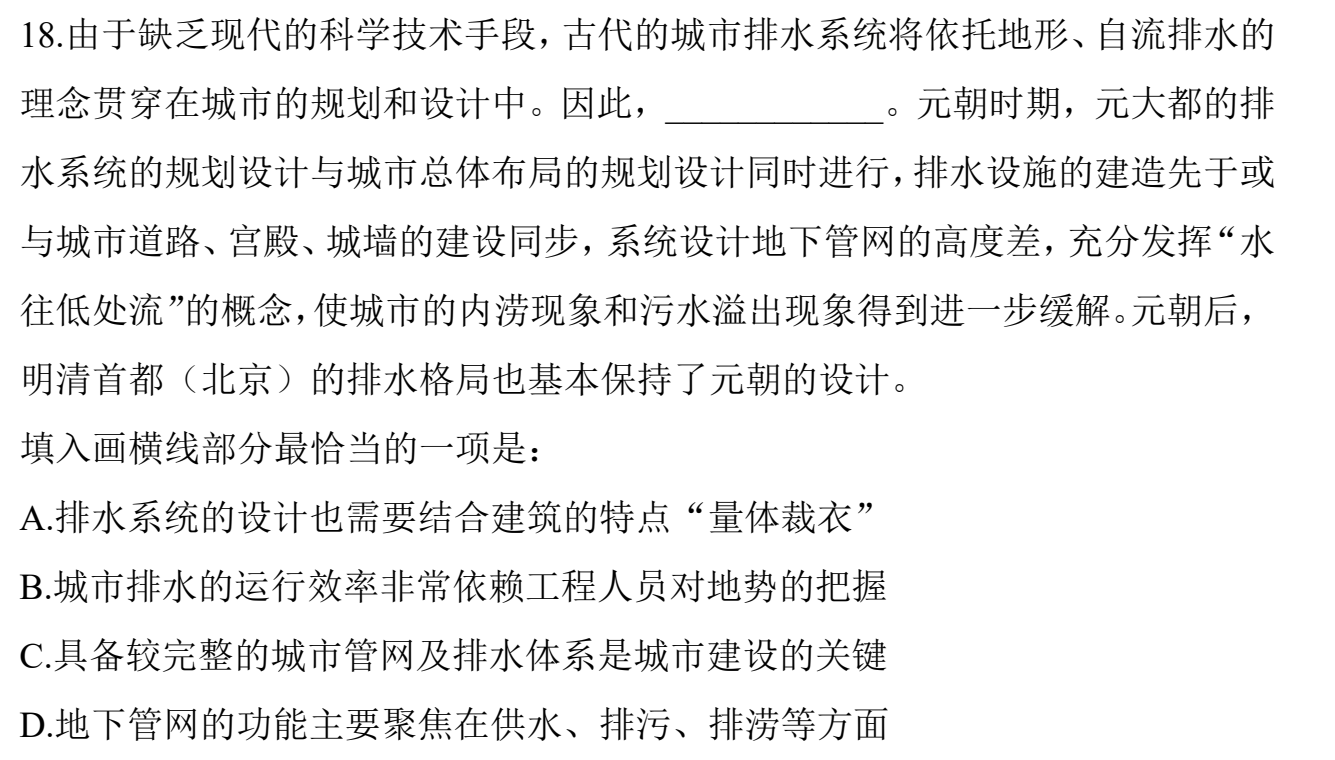 18.由于缺乏现代的科学技术手段，古代的城市排水系统将依托地形、自流排水的
理念贯穿在城市的规划和设计中。因此，____________。元朝时期，元大都的排
水系统的规划设计与城市总体布局的规划设计同时进行，排水设施的建造先于或
与城市道路、宫殿、城墙的建设同步，系统设计地下管网的高度差，充分发挥“水
往低处流”的概念，使城市的内涝现象和污水溢出现象得到进一步缓解。元朝后，
明清首都（北京）的排水格局也基本保持了元朝的设计。
填入画横线部分最恰当的一项是：
A.排水系统的设计也需要结合建筑的特点“量体裁衣”
B.城市排水的运行效率非常依赖工程人员对地势的把握
C.具备较完整的城市管网及排水体系是城市建设的关键
D.地下管网的功能主要聚焦在供水、排污、排涝等方面